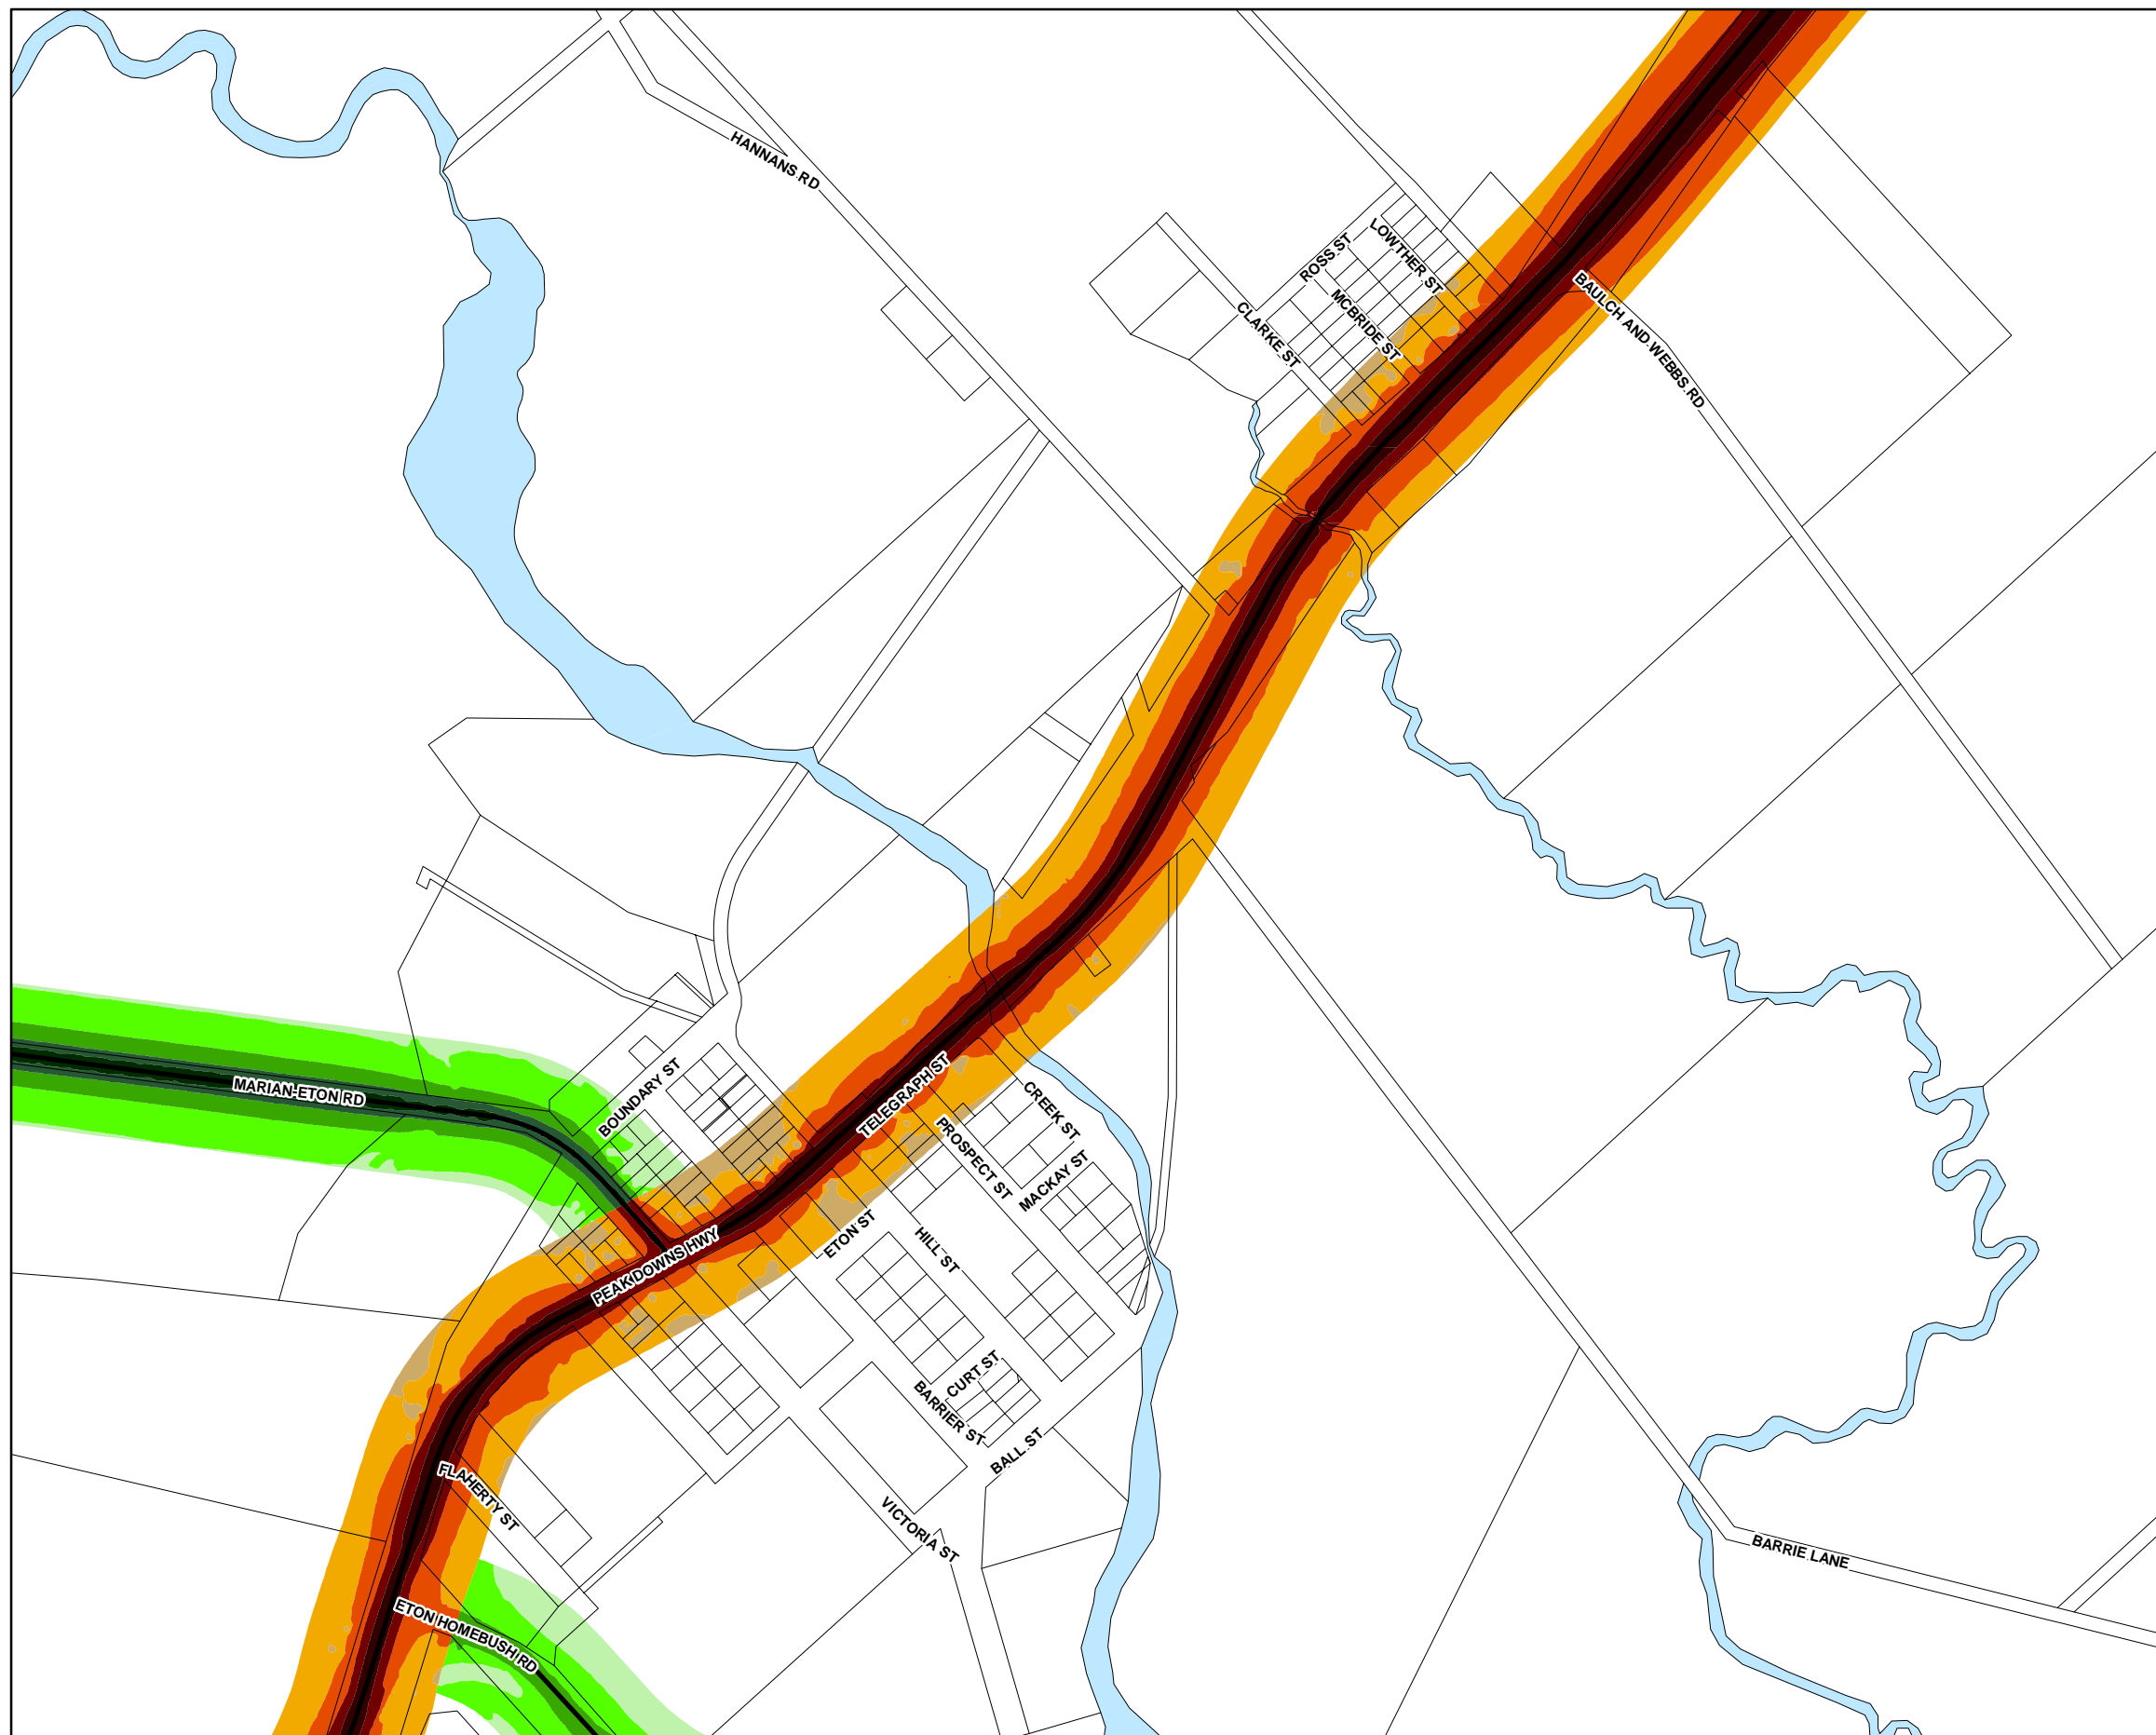 HANNANS RD
LOWTHER ST
ROSS ST
MCBRIDE ST
CLARKE ST
BAULCH AND WEBBS RD
MARIAN-ETON RD
BOUNDARY ST
TELEGRAPH ST
CREEK ST
PROSPECT ST
MACKAY ST
PEAK DOWNS HWY
ETON ST
HILL ST
CURT ST
BARRIER ST
BALL ST
FLAHERTY ST
VICTORIA ST
BARRIE LANE
ETON HOMEBUSH RD